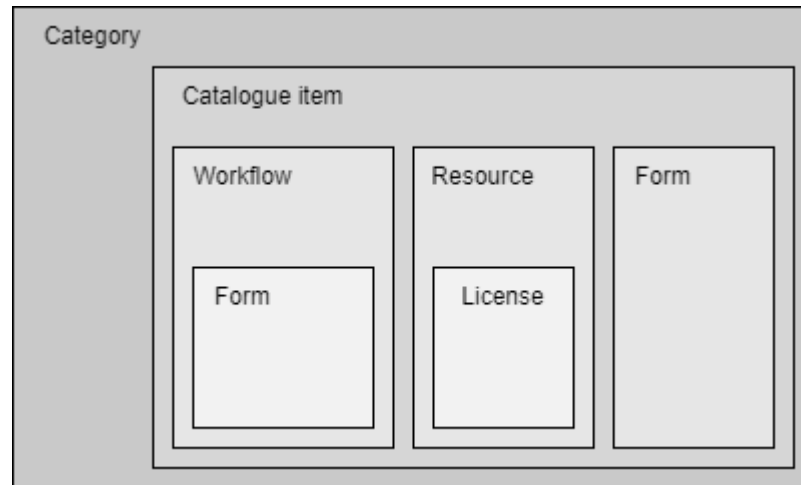 Category
Catalogue item
Workflow
Resource
Form
Form
License